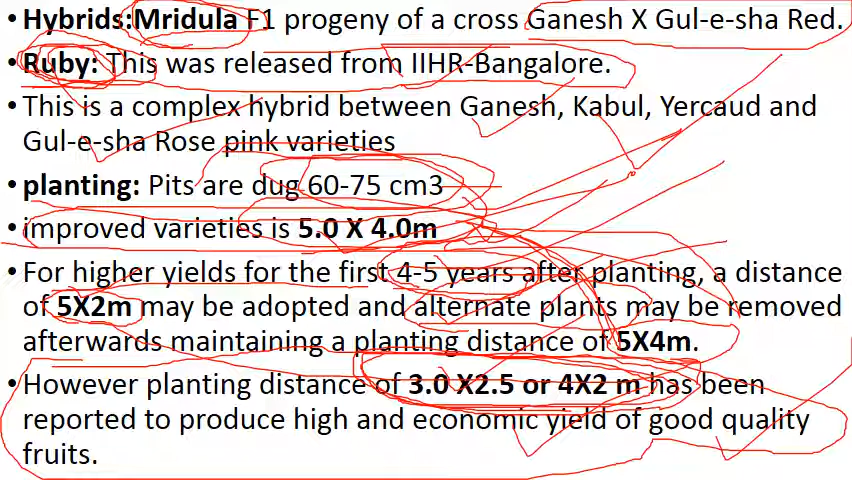 • Hybrids:Mridula F1 progeny of a cross Ganesh X Gul-e-sha Red.
• Ruby: This was released from IIHR-Bangalore.
• This is a complex hybrid between Ganesh, Kabul, Yercaud and
Gul-e-sha Rose pink varieties
• planting: Pits are dug 60-75 cm3
• improved varieties is 5.0 X 4.0m
• For higher yields for the first 4-5 years after planting, a distance
of 5X2m may be adopted and alternate plants may be removed
afterwards maintaining a planting distance of 5X4m.
• However planting distance of 3.0 X2.5 or 4X2 m has been
reported to produce high and economic yield of good quality
fruits.